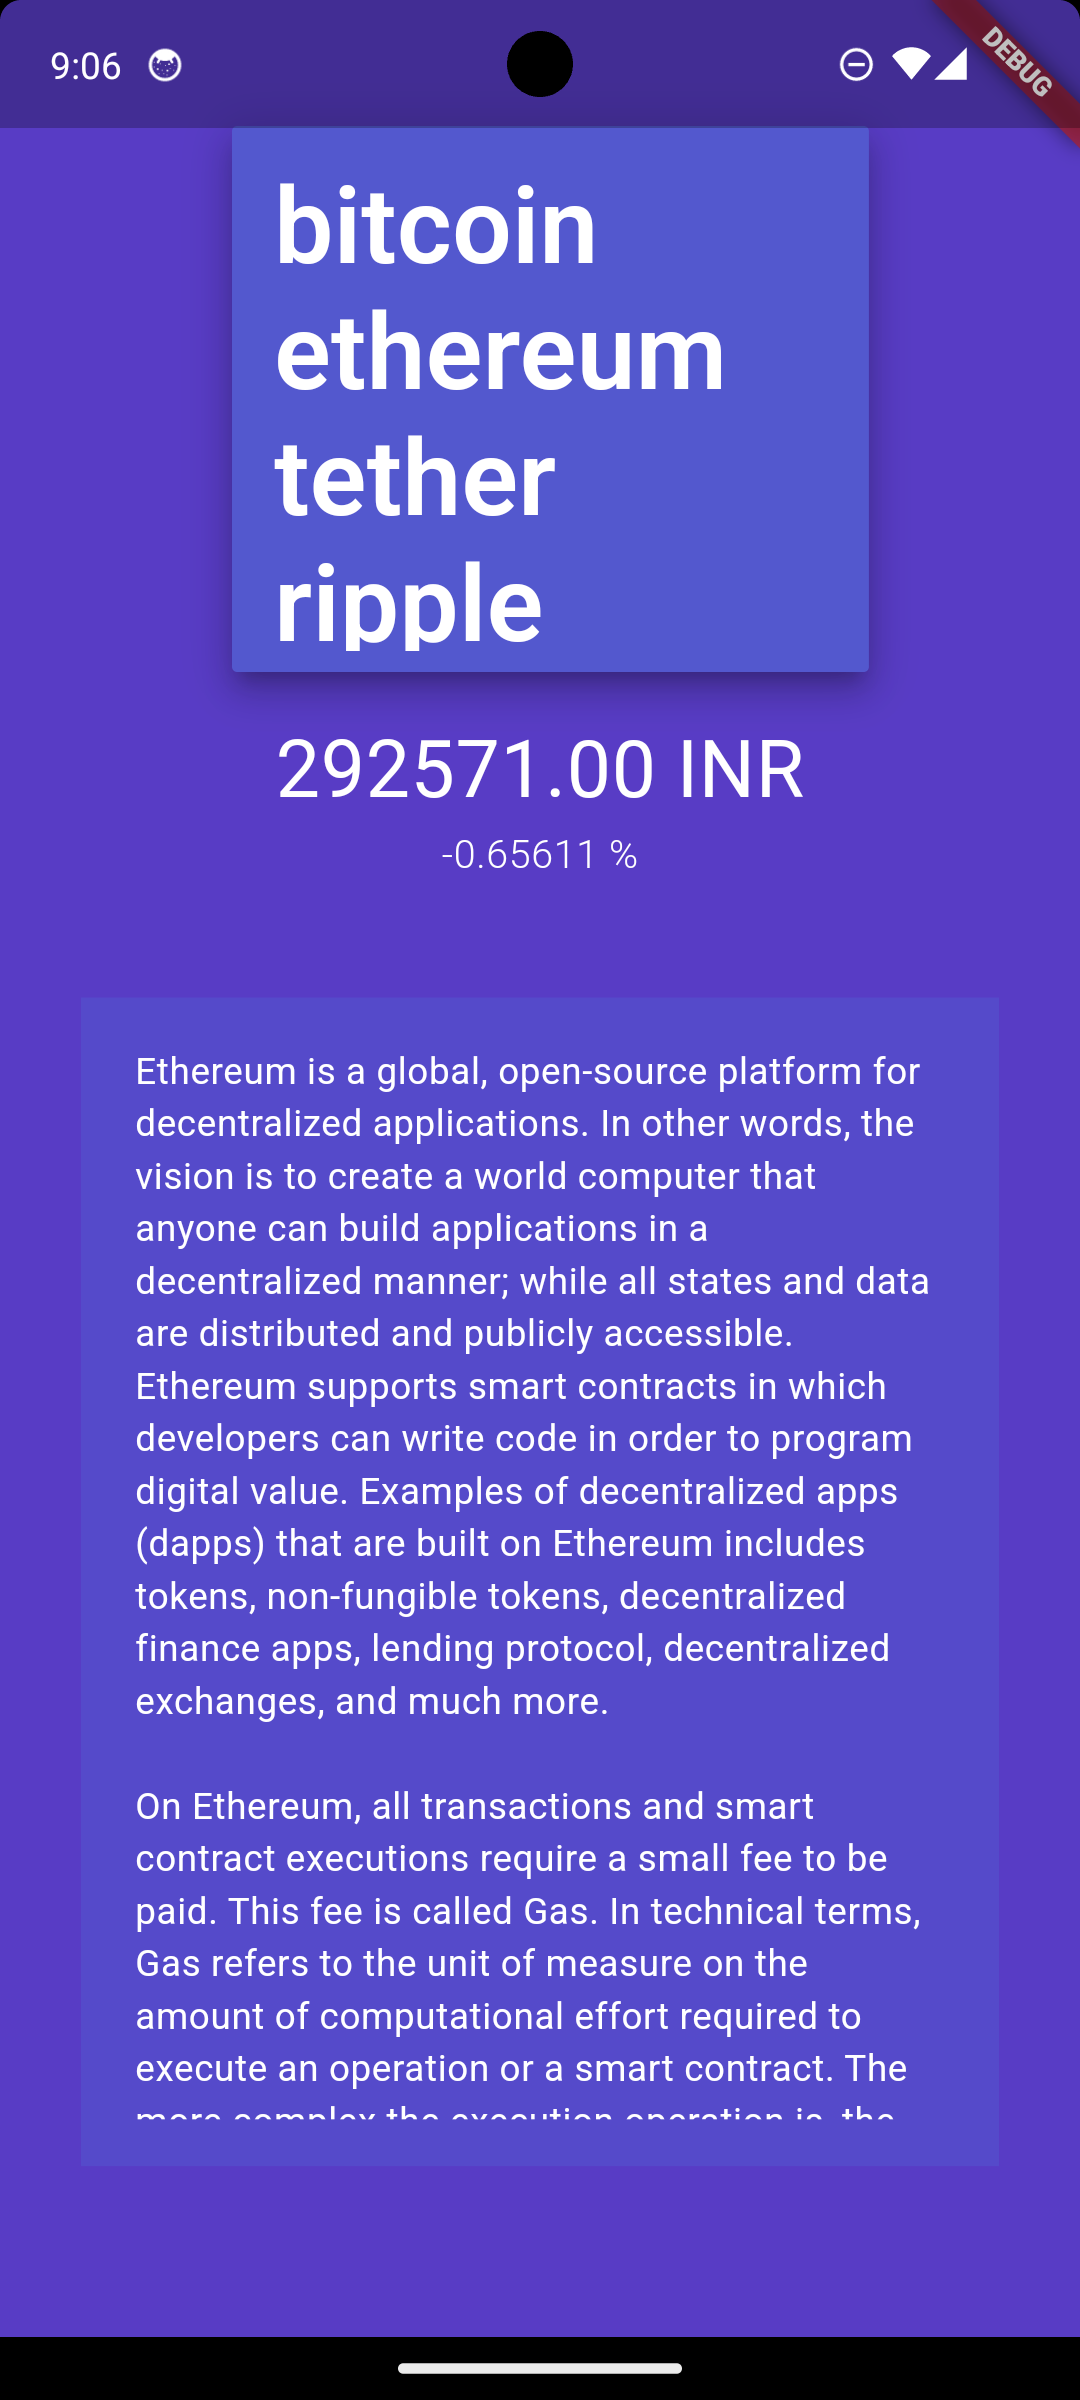 9:06
DEBUG
bitcoin
ethereum
tether
ripple
292571.00 INR
-0.65611 %
Ethereum is a global, open-source platform for
decentralized applications. In other words, the
vision is to create a world computer that
anyone can build applications in a
decentralized manner; while all states and data
are distributed and publicly accessible.
Ethereum supports smart contracts in which
developers can write code in order to program
digital value. Examples of decentralized apps
(dapps) that are built on Ethereum includes
tokens, non-fungible tokens, decentralized
finance apps, lending protocol, decentralized
exchanges, and much more.
On Ethereum, all transactions and smart
contract executions require a small fee to be
paid. This fee is called Gas. In technical terms,
Gas refers to the unit of measure on the
amount of computational effort required to
execute an operation or a smart contract. The
more complex the execution operation is, the